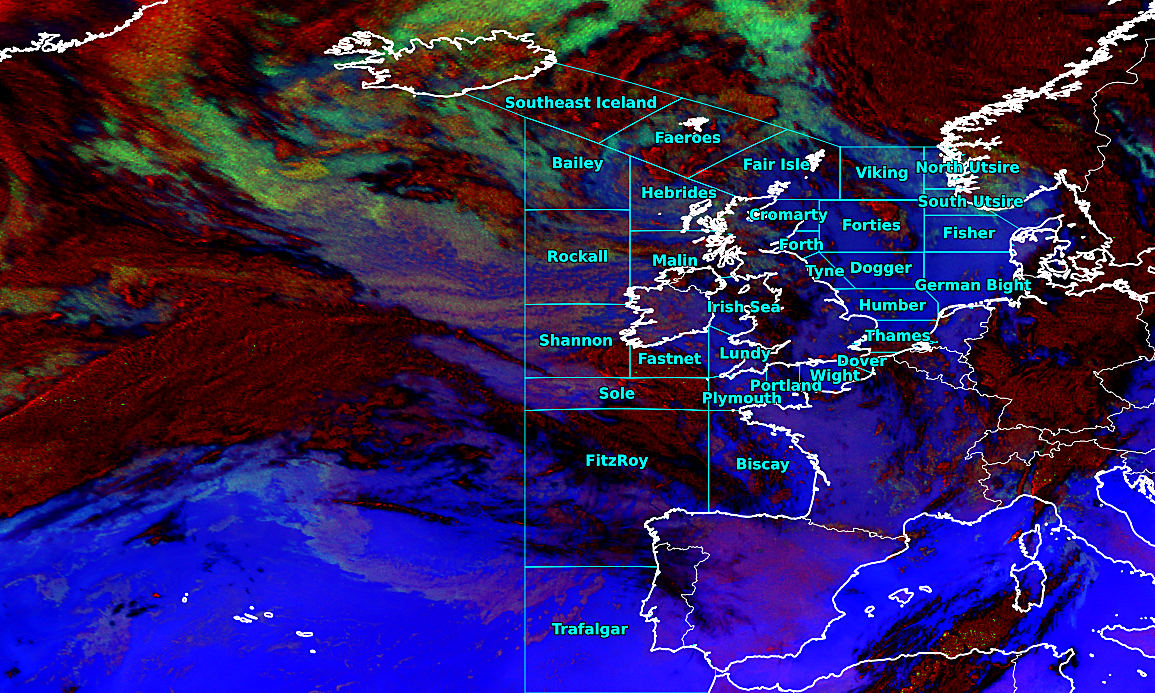 Southeast Iceland
Faeroes
Bailey
Fair Isle
North Utsire
Viking
Hebrides
South Utsire
Cromarty
Forties
Fisher
Forth
Rockall
Malin
Tyne
Dogger
German Bight
Irish Sea
Humber
Shannon
Thames
Fastnet
Lundy
Dover
Wight
Portland
Sole
Plymouth
FitzRoy
Biscay
Trafalgar